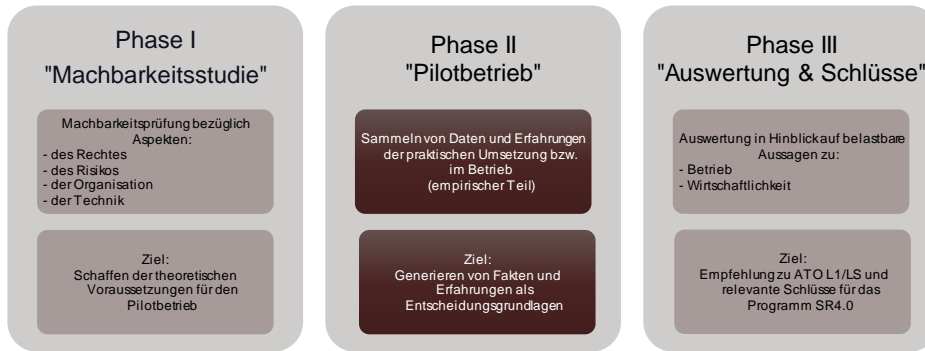 Phase I
"Machbarkeitsstudie"
Machbarkeitsprüfung bezüglich
Aspekten:
- des Rechtes
- des Risikos
- der Organisation
- der Technik
Ziel:
Schaffen der theoretischen
Voraussetzungen für den
Pilotbetrieb
Phase II
"Pilotbetrieb"
Sammeln von Daten und Erfahrungen
der praktischen Umsetzung bzw.
im Betrieb
(empirischer Teil)
Ziel:
Generieren von Fakten und
Erfahrungen als
Entscheidungsgrundlagen
Phase III
"Auswertung & Schlüsse"
Auswertung in Hinblick auf belastbare
Aussagen zu:
- Betrieb
- Wirtschaftlichkeit
Ziel:
Empfehlung zu ATO L1/LS und
relevante Schlüsse für das
Programm SR4.0